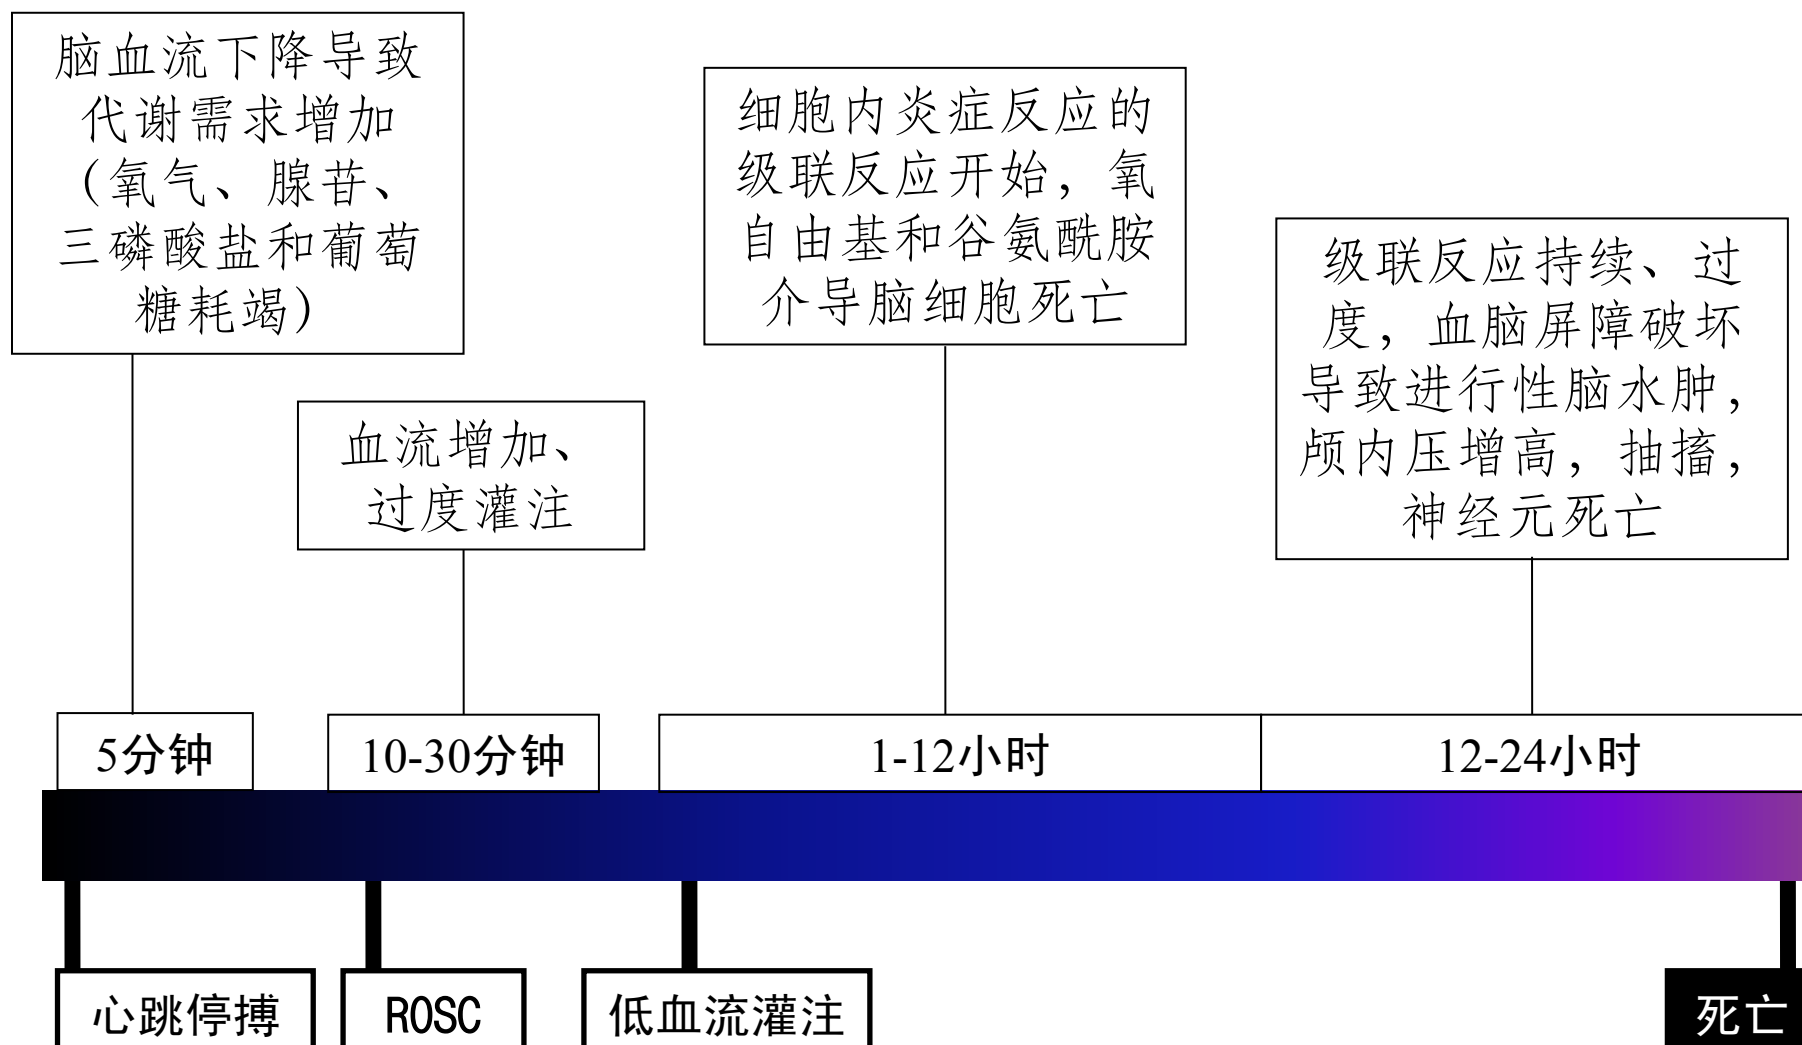 脑血流下降导致
代谢需求增加
（氧气、腺苷、
三磷酸盐和葡萄
糖耗竭）
血流增加、
过度灌注
细胞内炎症反应的
级联反应开始，氧
自由基和谷氨酰胺
介导脑细胞死亡
级联反应持续、过
度，血脑屏障破坏
导致进行性脑水肿，
颅内压增高，抽搐，
神经元死亡
5分钟
10-30分钟
1-12小时
12-24小时
心跳停搏
ROSC
低血流灌注
死亡